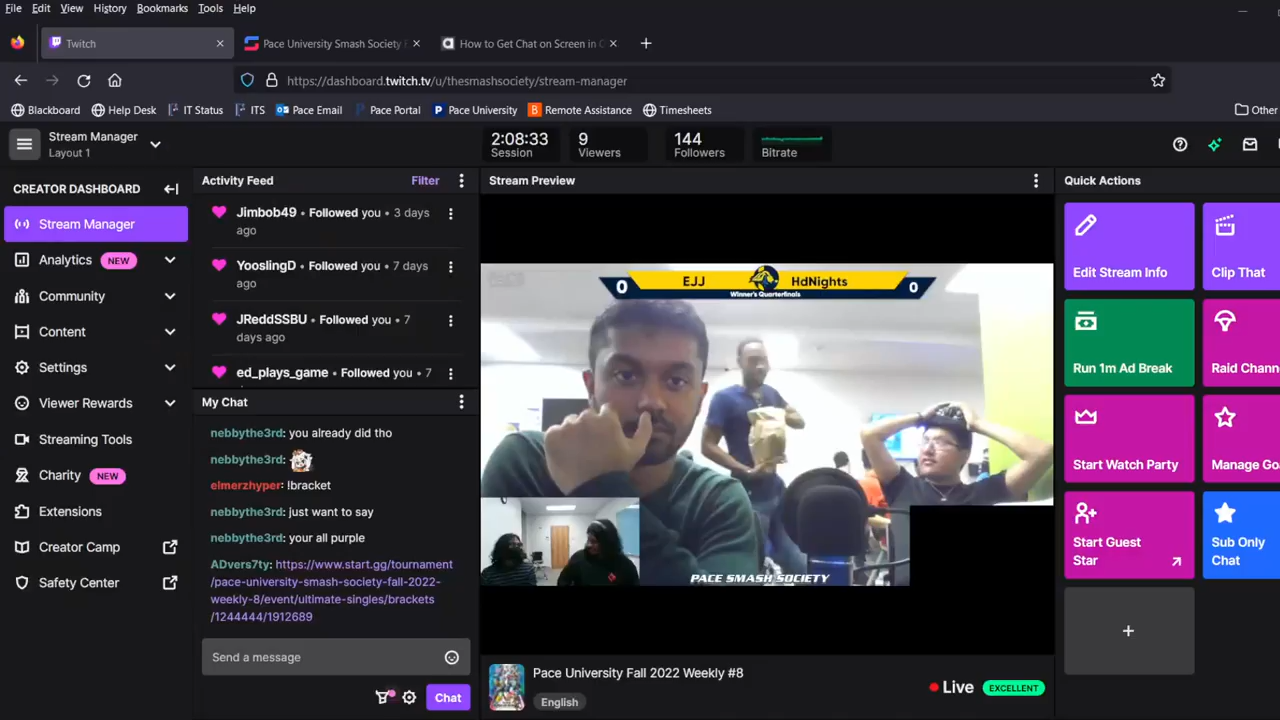 File Edit View History Bookmarks Tools Help
Twitch
Pace University Smash Society
How to Get Chat on Screen in
https://dashboard.twitch.tv/u/thesmashsociety/stream-manager
Blackboard Help Desk IT Status ITS Pace Email Pace Portal Pace University Remote Assistance Timesheets Other
Stream Manager
Layout 1
2:08:33
Session
9
Viewers
144
Followers
Bitrate
CREATOR DASHBOARD
Stream Manager
Analytics NEW
Community
Content
Settings
Viewer Rewards
Streaming Tools
Charity NEW
Extensions
Creator Camp
Safety Center
Activity Feed Filter
Jimbob49 • Followed you • 3 days
ago
YooslingD • Followed you • 7 days
ago
JReddSSBU • Followed you • 7
days ago
ed_plays_game • Followed you • 7
My Chat
nebbythe3rd: you already did tho
nebbythe3rd:
elmerzhyper: !bracket
nebbythe3rd: just want to say
nebbythe3rd: your all purple
ADvers7ty: https://www.start.gg/tournament
/pace-university-smash-society-fall-2022-
weekly-8/event/ultimate-singles/brackets
/1244444/1912689
Send a message
Chat
Stream Preview
0 EJJ HdNights 0
Winner's Quarterfinals
PACE SMASH SOCIETY
Pace University Fall 2022 Weekly #8
English
Live EXCELLENT
Quick Actions
Edit Stream Info
Clip That
Run 1m Ad Break
Raid Chann
Start Watch Party
Manage Go
Start Guest
Star
Sub Only
Chat